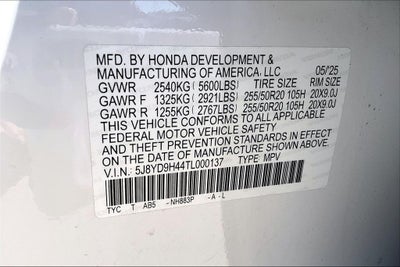 MFD. BY HONDA DEVELOPMENT &
MANUFACTURING OF AMERICA, LLC 05/'25
GVWR 2540KG (5600LBS) TIRE SIZE RIM SIZE
GAWR F 1325KG (2921LBS) 255/50R20 105H 20X9.0J
GAWR R 1255KG (2767LBS) 255/50R20 105H 20X9.0J
THIS VEHICLE CONFORMS TO ALL APPLICABLE
FEDERAL MOTOR VEHICLE SAFETY
AND THEFT PREVENTION STANDARDS IN EFFECT ON THE
DATE OF MANUFACTURE SHOWN ABOVE.
V.I.N.: 5J8YD9H44TL000137 TYPE: MPV
TYC T AB5 -NH883P -A-L